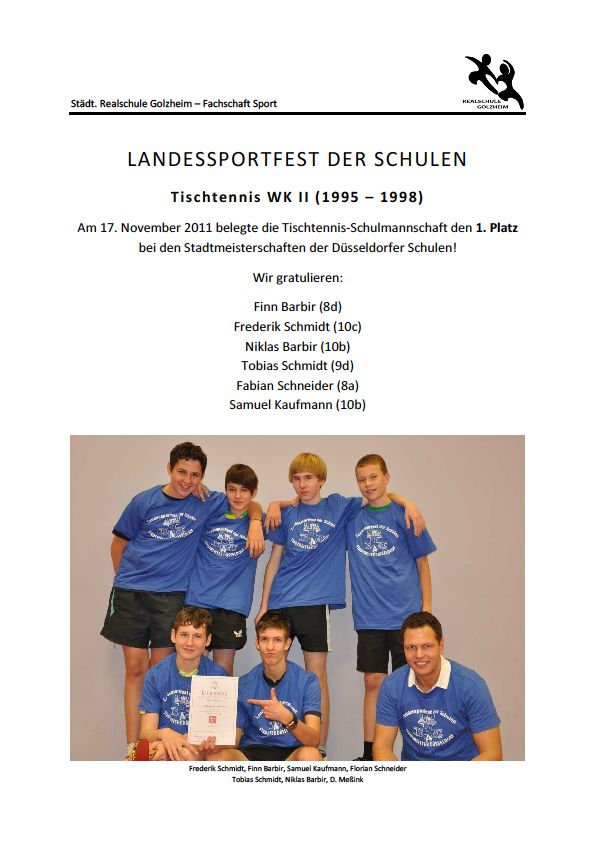 Städt. Realschule Golzheim – Fachschaft Sport
REALSCHULE
GOLZHEIM
LANDESSPORTFEST DER SCHULEN
Tischtennis WK II (1995 – 1998)
Am 17. November 2011 belegte die Tischtennis-Schulmannschaft den 1. Platz
bei den Stadtmeisterschaften der Düsseldorfer Schulen!
Wir gratulieren:
Finn Barbir (8d)
Frederik Schmidt (10c)
Niklas Barbir (10b)
Tobias Schmidt (9d)
Fabian Schneider (8a)
Samuel Kaufmann (10b)
Landessportfest der Schulen
URKUNDE
Frederik Schmidt, Finn Barbir, Samuel Kaufmann, Florian Schneider
Tobias Schmidt, Niklas Barbir, D. Meßink